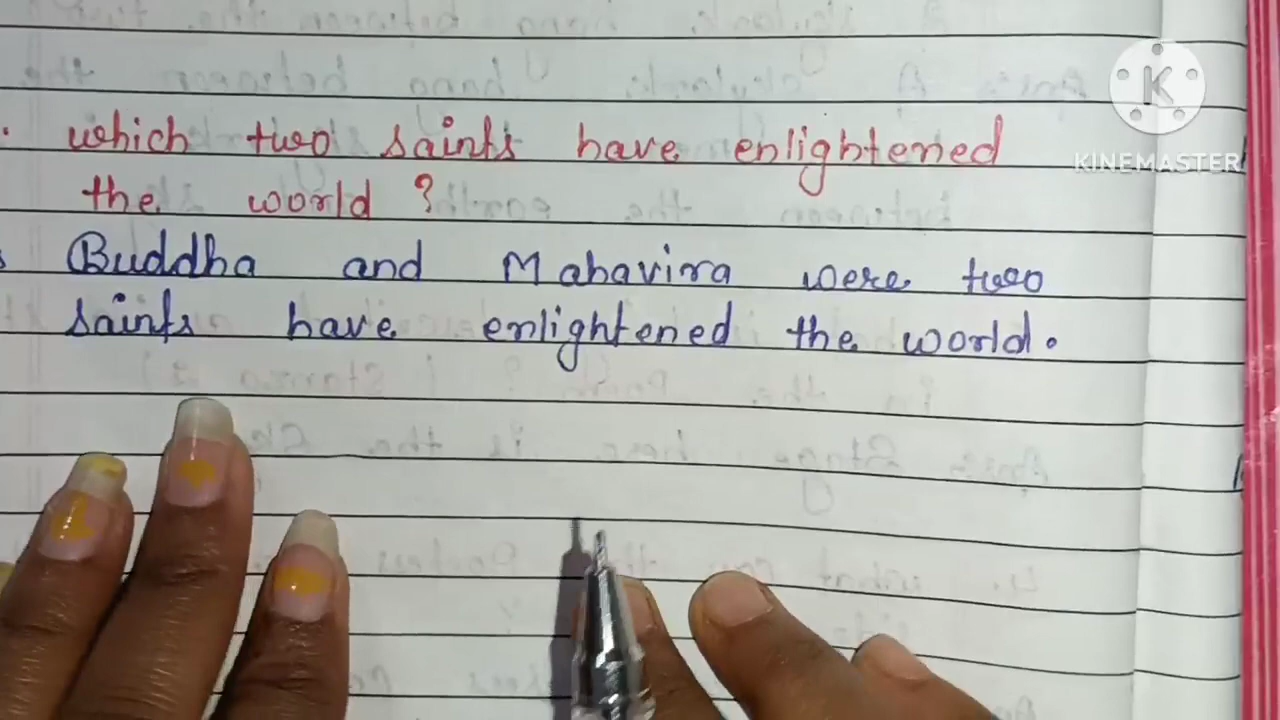 which two saints have enlightened
the world ?
Buddha and Mahavira were two
saints have enlightened the world.
KINEMASTER